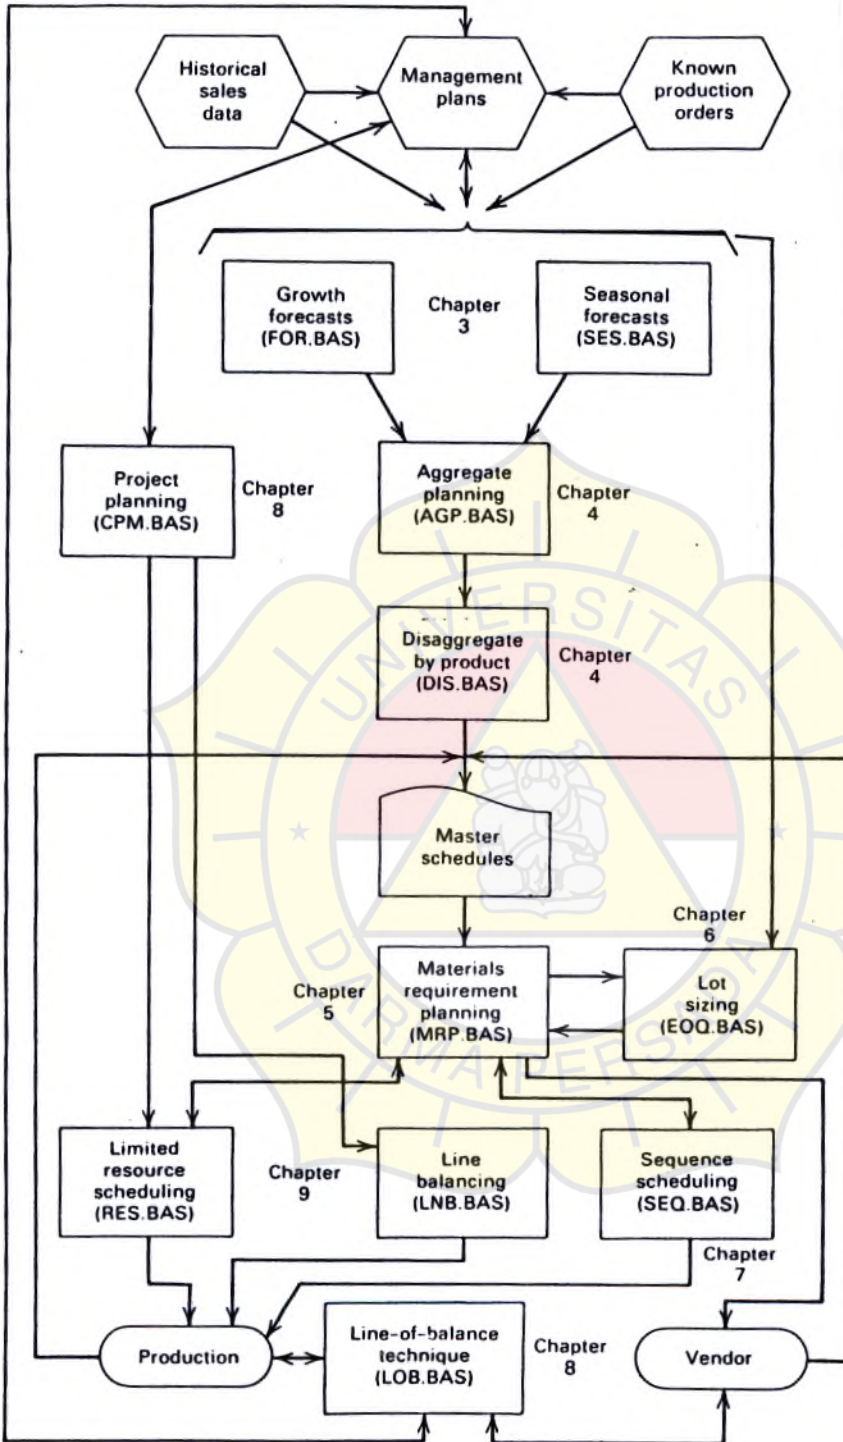 Historical
sales
data
Management
plans
Known
production
orders
Growth
forecasts
(FOR.BAS)
Chapter
3
Seasonal
forecasts
(SES.BAS)
Project
planning
(CPM.BAS)
Chapter
8
Aggregate
planning
(AGP.BAS)
Chapter
4
Disaggregate
by product
(DIS.BAS)
Chapter
4
UNIVERSITAS
Master
schedules
Chapter
6
Chapter
5
Materials
requirement
planning
(MRP.BAS)
Lot
sizing
(EOQ.BAS)
DARMA PERSADA
Limited
resource
scheduling
(RES.BAS)
Chapter
9
Line
balancing
(LNB.BAS)
Sequence
scheduling
(SEQ.BAS)
Chapter
7
Production
Line-of-balance
technique
(LOB.BAS)
Chapter
8
Vendor